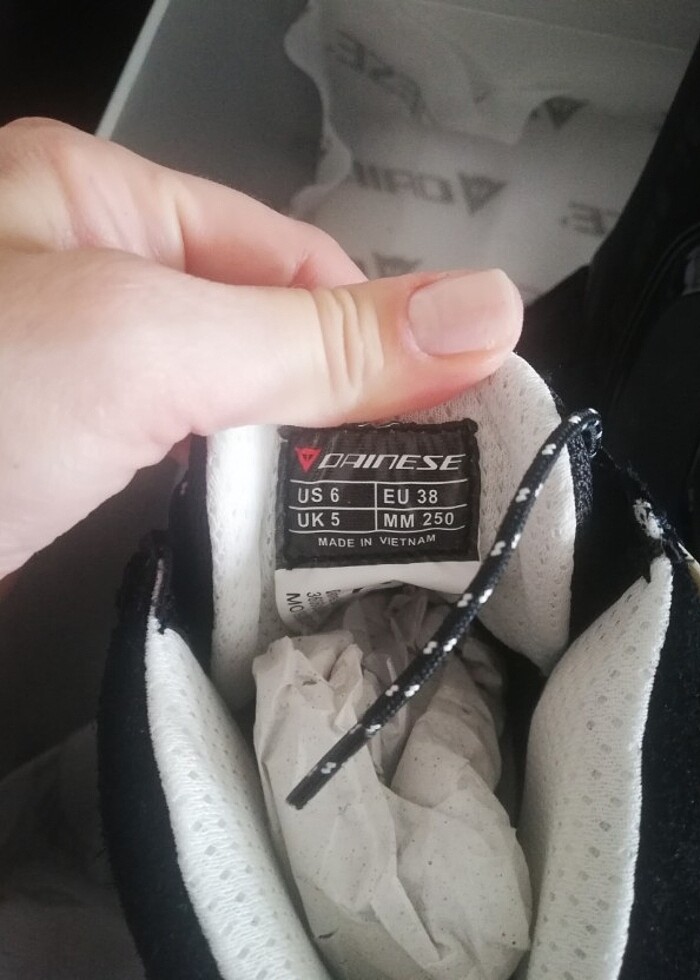 DAINESE
US 6 EU 38
UK 5 MM 250
MADE IN VIETNAM